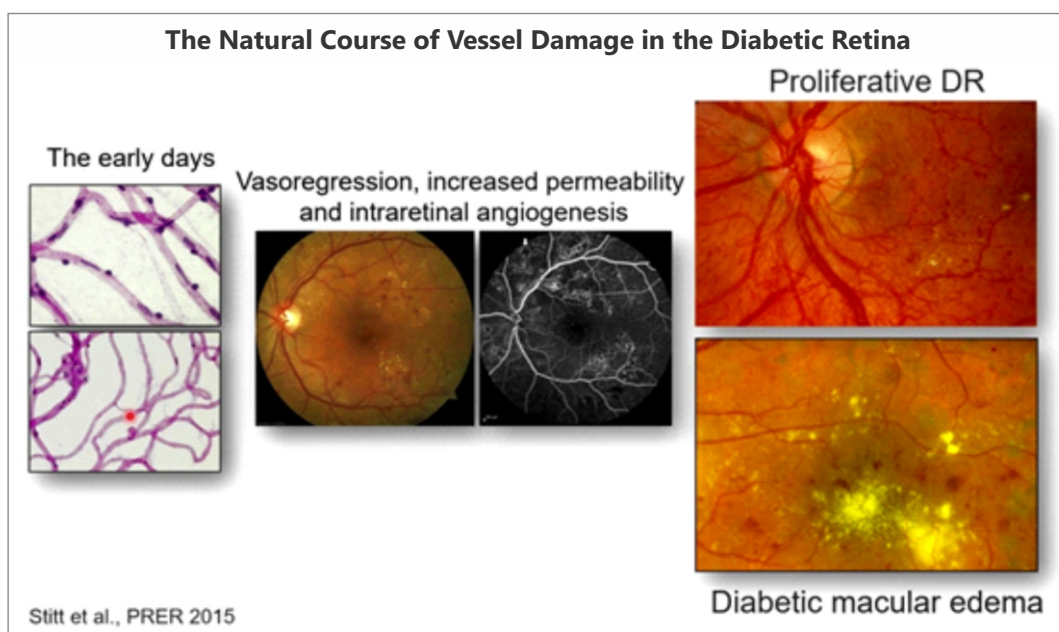 The Natural Course of Vessel Damage in the Diabetic Retina
The early days
Vasoregression, increased permeability
and intraretinal angiogenesis
Proliferative DR
Diabetic macular edema
Stitt et al., PRER 2015